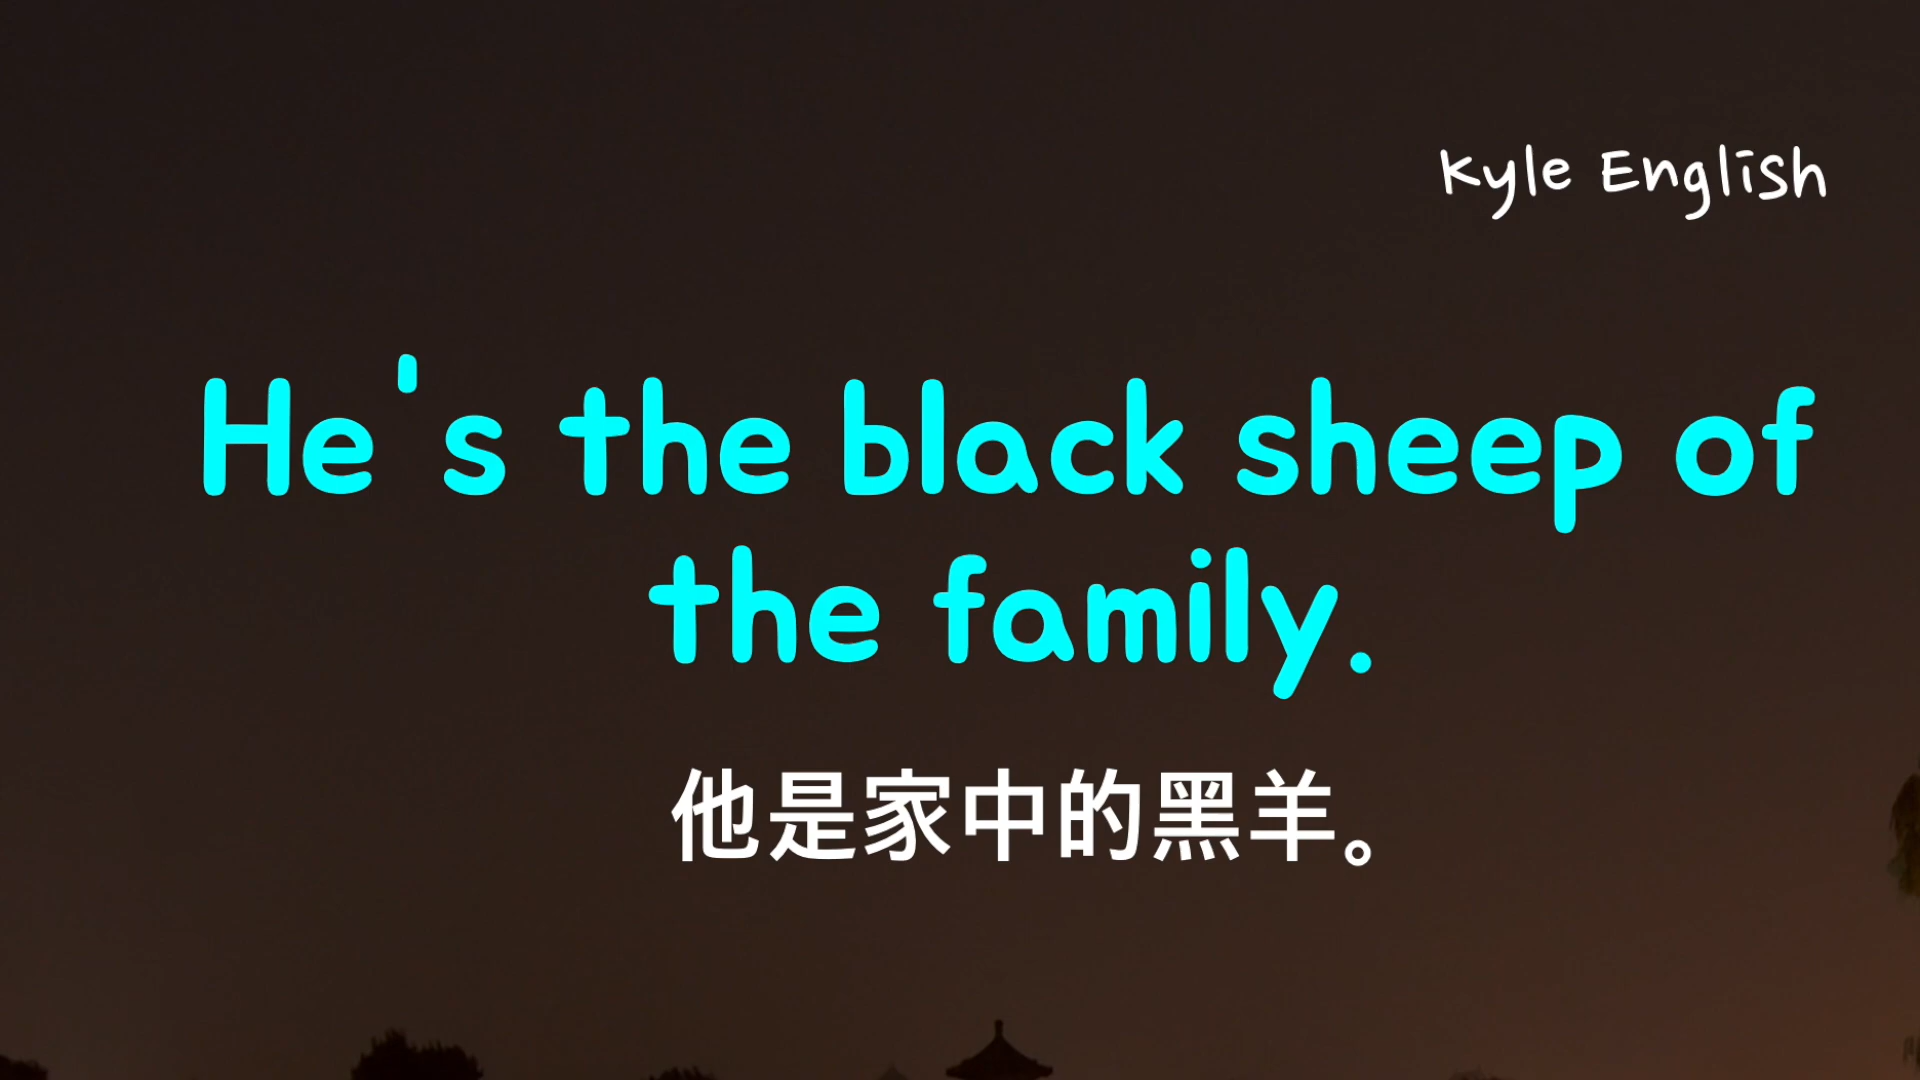 Kyle English
He's the black sheep of
the family.
他是家中的黑羊。